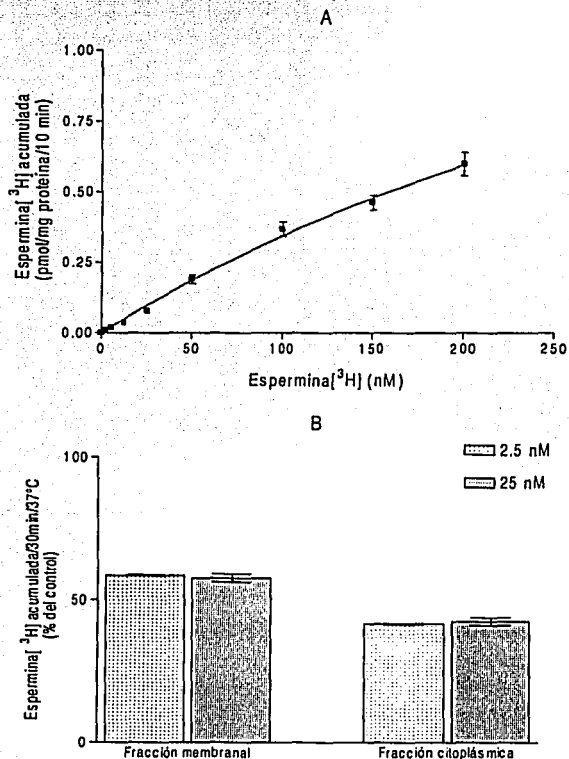 A
Espermina[³H] acumulada
(pmol/mg proteína/10 min)
1.00
0.75
0.50
0.25
0.00
0
50
100
150
200
250
Espermina[³H] (nM)
B
2.5 nM
25 nM
Espermina[ ³H] acumulada/30min/37°C
(% del control)
100
50
0
Fracción membranal
Fracción citoplásmica